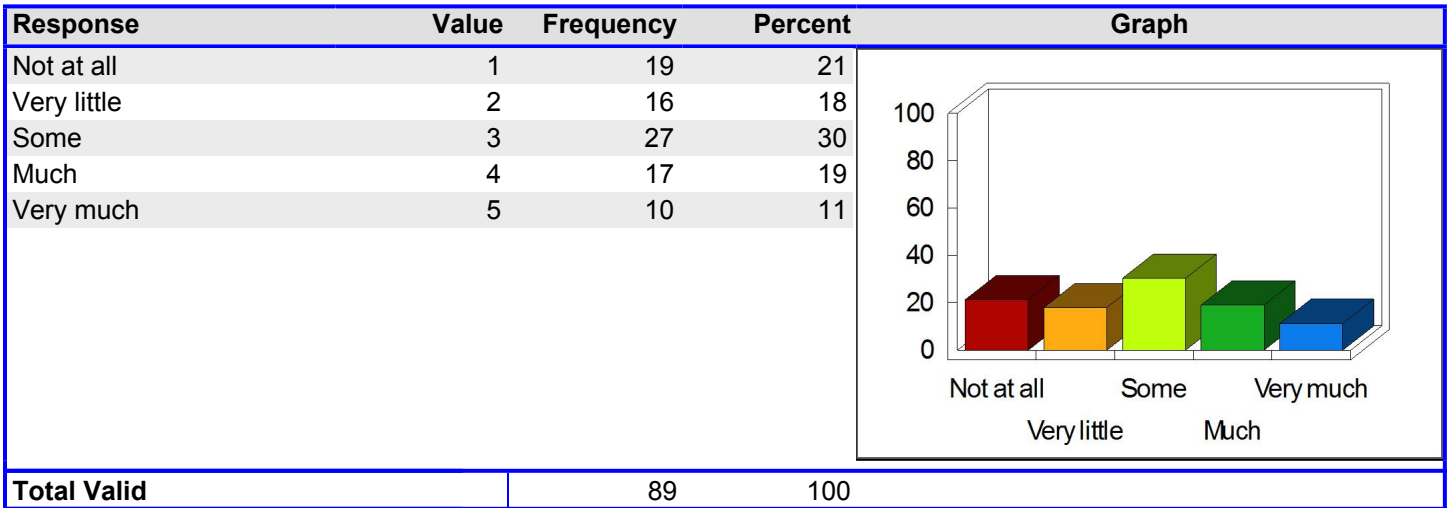 Response Value Frequency Percent Graph
Not at all 1 19 21
Very little 2 16 18
Some 3 27 30
Much 4 17 19
Very much 5 10 11
100
80
60
40
20
0
Not at all Some Very much
Very little Much
Total Valid 89 100